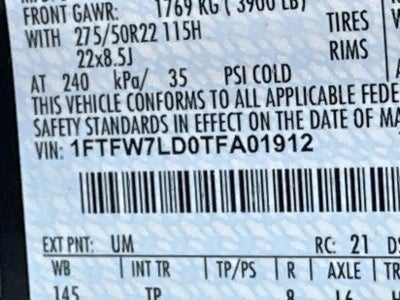 FRONT GAWR: 1769 KG ( 3900 LB)
WITH 275/50R22 115H TIRES
22x8.5J RIMS
AT 240 kPa/ 35 PSI COLD
THIS VEHICLE CONFORMS TO ALL APPLICABLE FEDE
SAFETY STANDARDS IN EFFECT ON THE DATE OF MA
VIN: 1FTFW7LD0TFA01912
EXT PNT: UM RC: 21 DS
WB INT TR TP/PS R AXLE TR
145 TP 8